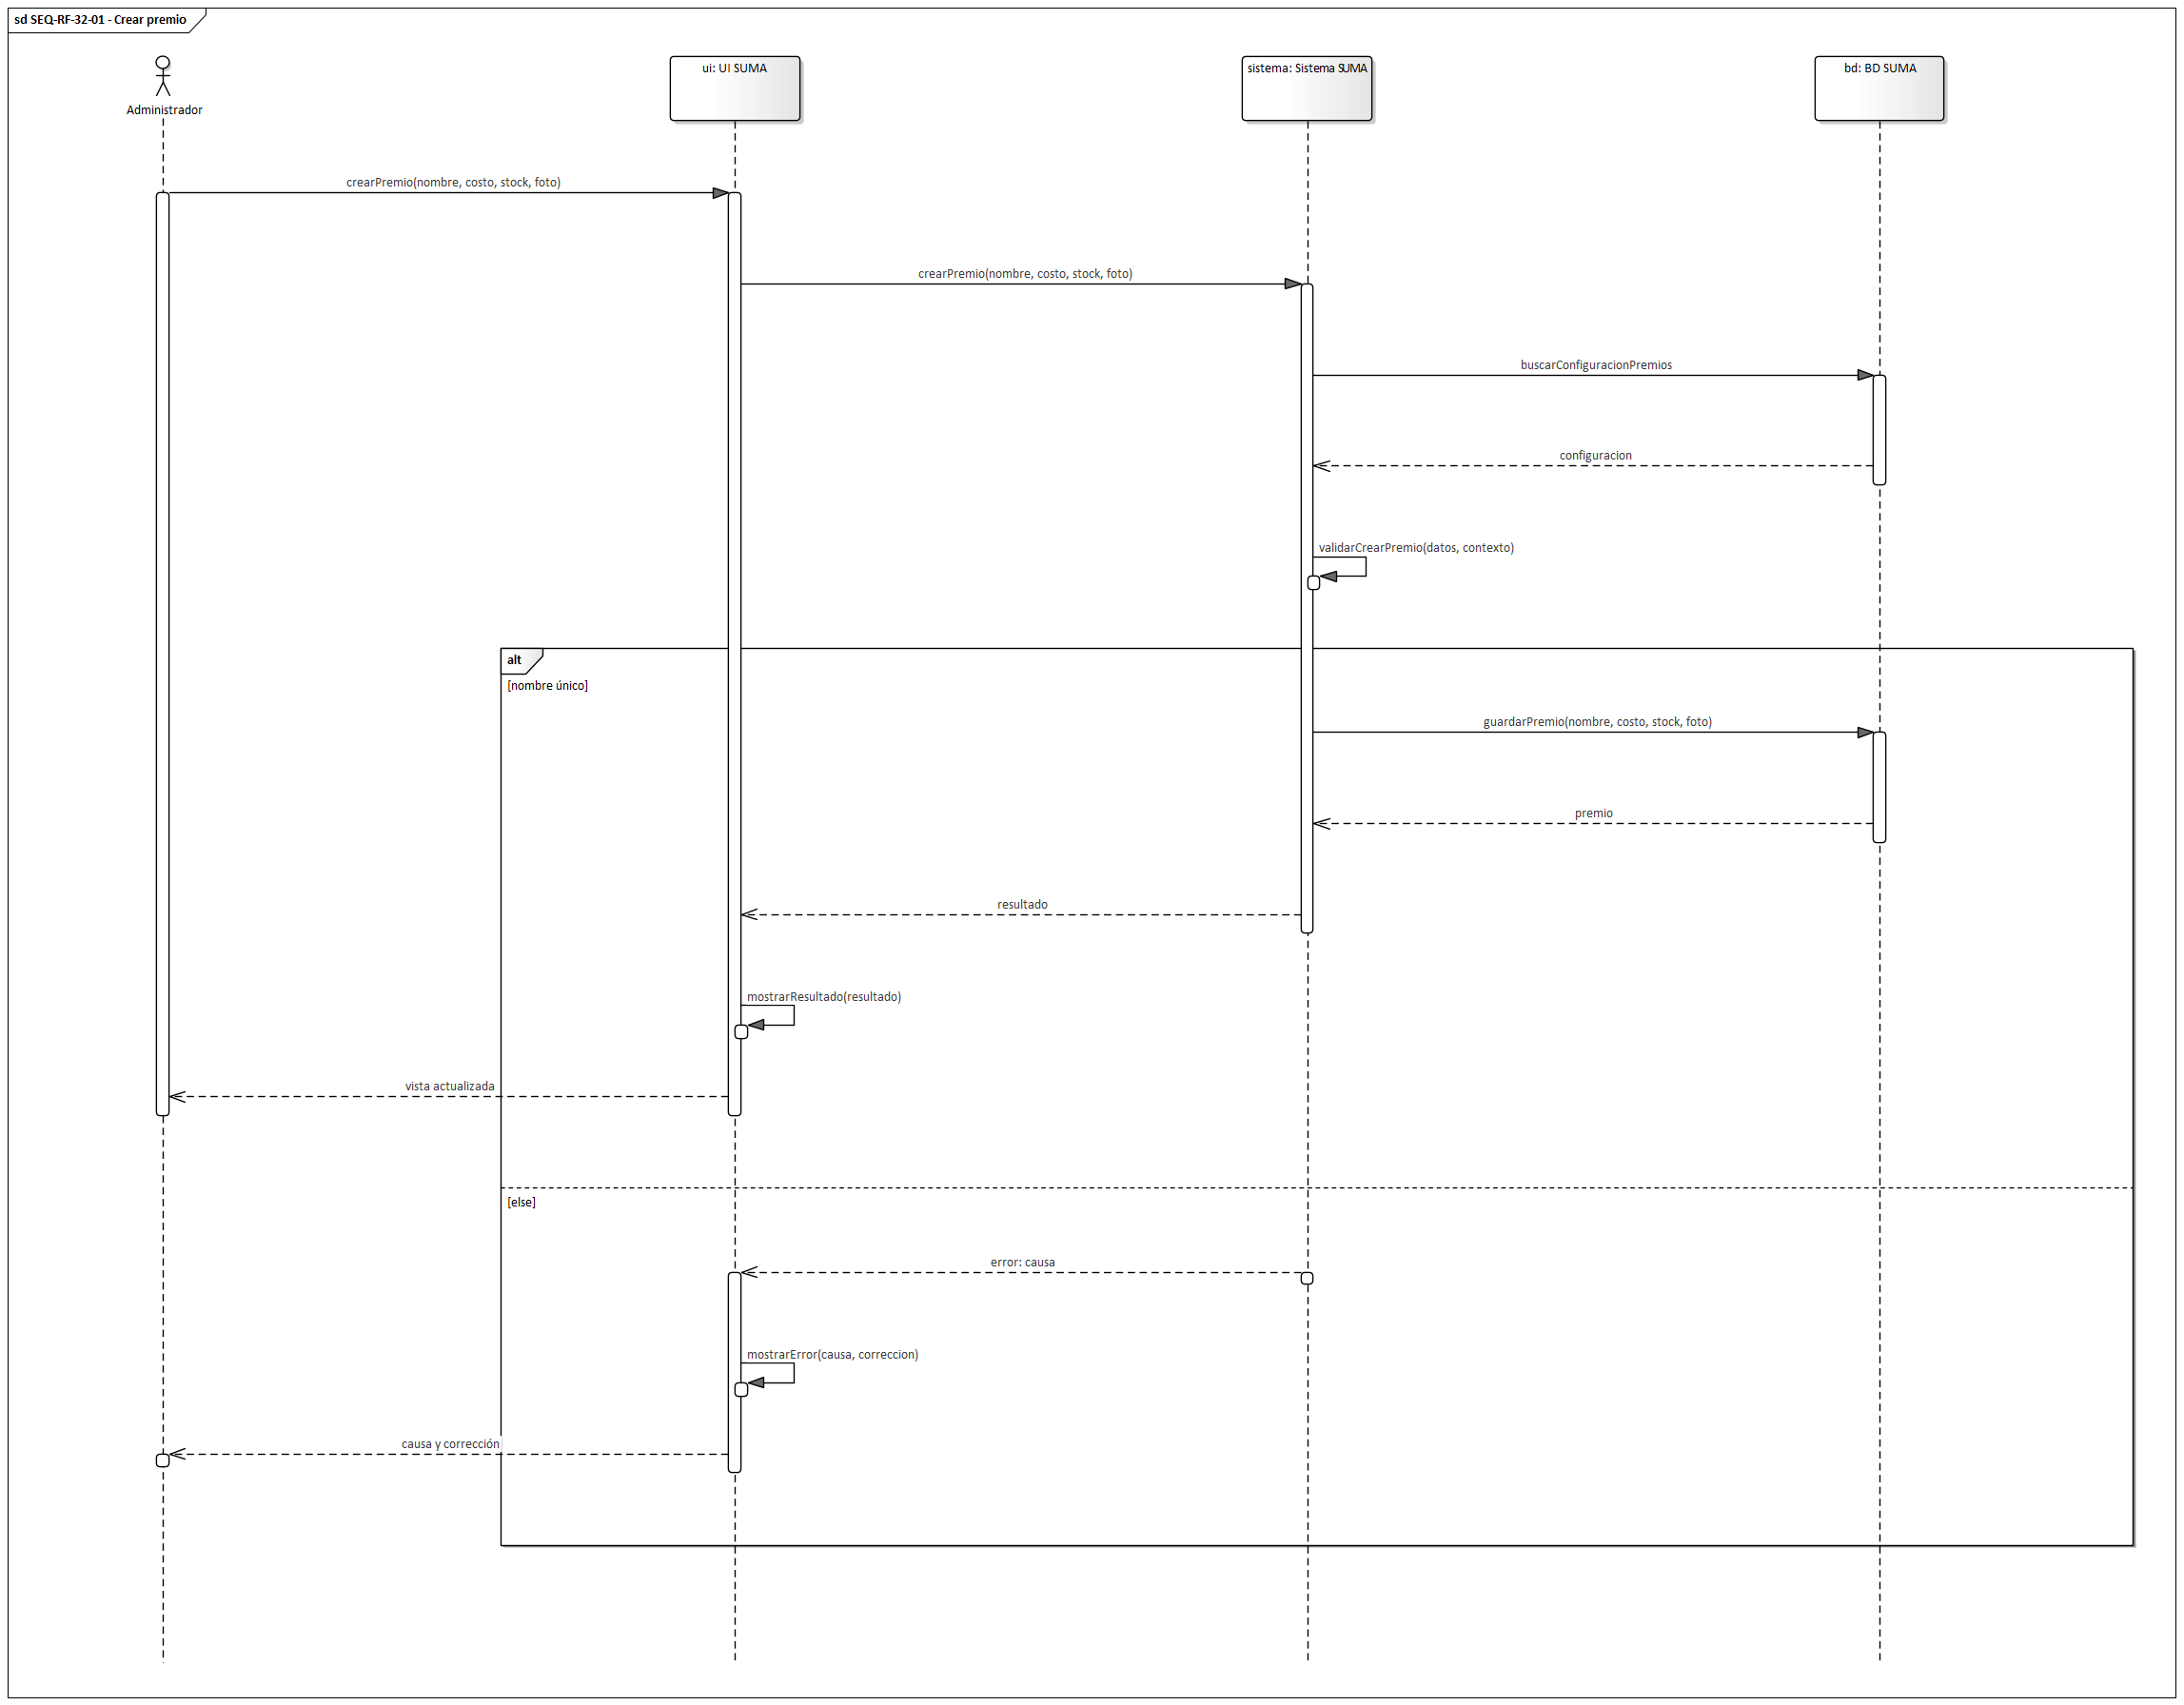 sd SEQ-RF-32-01 - Crear premio
Administrador
ui: UI SUMA
sistema: Sistema SUMA
bd: BD SUMA
crearPremio(nombre, costo, stock, foto)
crearPremio(nombre, costo, stock, foto)
buscarConfiguracionPremios
configuracion
validarCrearPremio(datos, contexto)
alt
[nombre único]
guardarPremio(nombre, costo, stock, foto)
premio
resultado
mostrarResultado(resultado)
vista actualizada
[else]
error: causa
mostrarError(causa, correccion)
causa y corrección